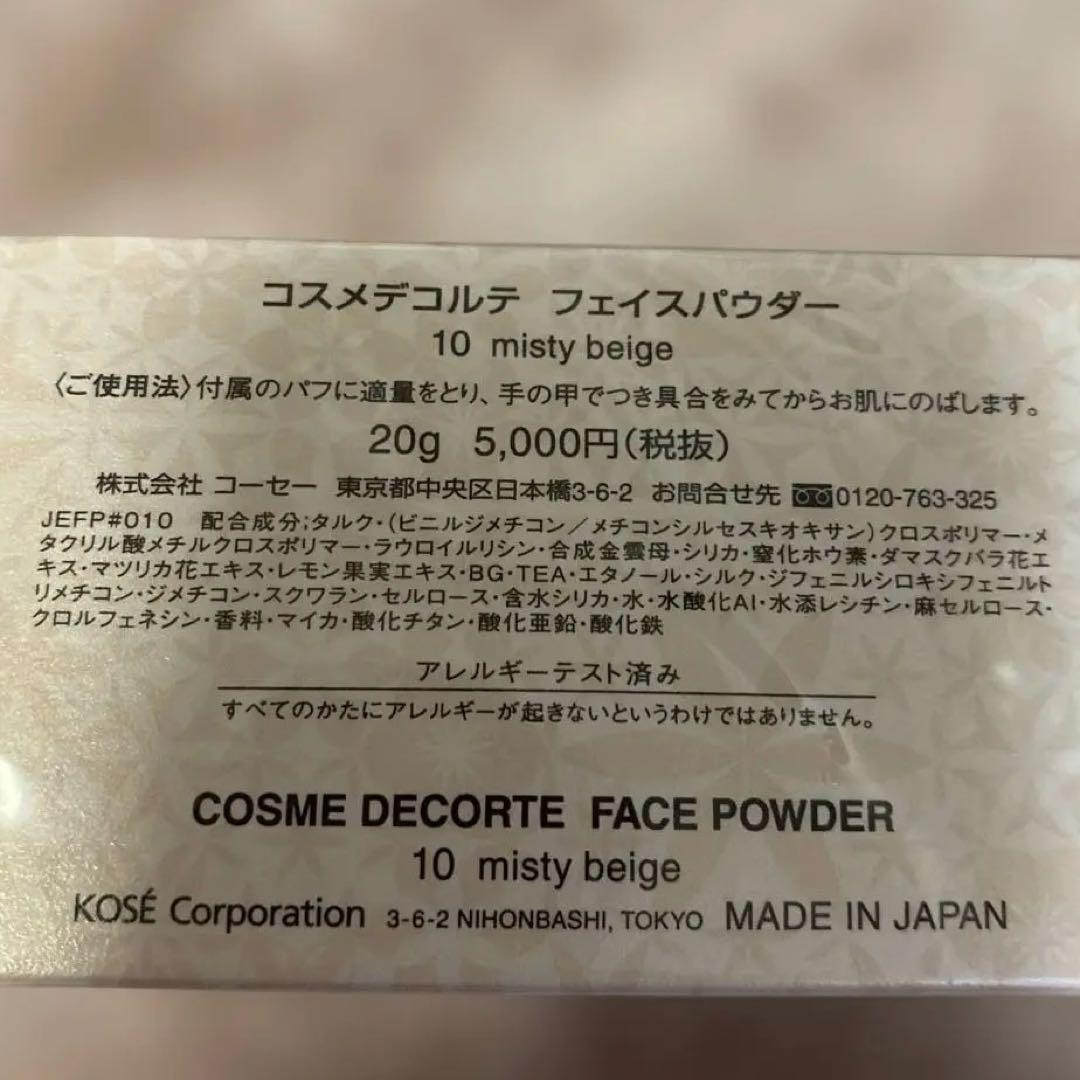 コスメデコルテ フェイスパウダー
10 misty beige
〈ご使用法〉付属のパフに適量をとり、手の甲でつき具合をみてからお肌にのばします。
20g 5,000円(税抜)
株式会社 コーセー 東京都中央区日本橋3-6-2 お問合せ先 0120-763-325
JEFP#010 配合成分;タルク・(ビニルジメチコン/メチコンシルセスキオキサン)クロスポリマー・メ
タクリル酸メチルクロスポリマー・ラウロイルリシン・合成金雲母・シリカ・窒化ホウ素・ダマスクバラ花エ
キス・マツリカ花エキス・レモン果実エキス・BG・TEA・エタノール・シルク・ジフェニルシロキシフェニルト
リメチコン・ジメチコン・スクワラン・セルロース・含水シリカ・水・水酸化Al・水添レシチン・麻セルロース・
クロルフェネシン・香料・マイカ・酸化チタン・酸化亜鉛・酸化鉄
アレルギーテスト済み
すべてのかたにアレルギーが起きないというわけではありません。
COSME DECORTE FACE POWDER
10 misty beige
KOSÉ Corporation 3-6-2 NIHONBASHI, TOKYO MADE IN JAPAN